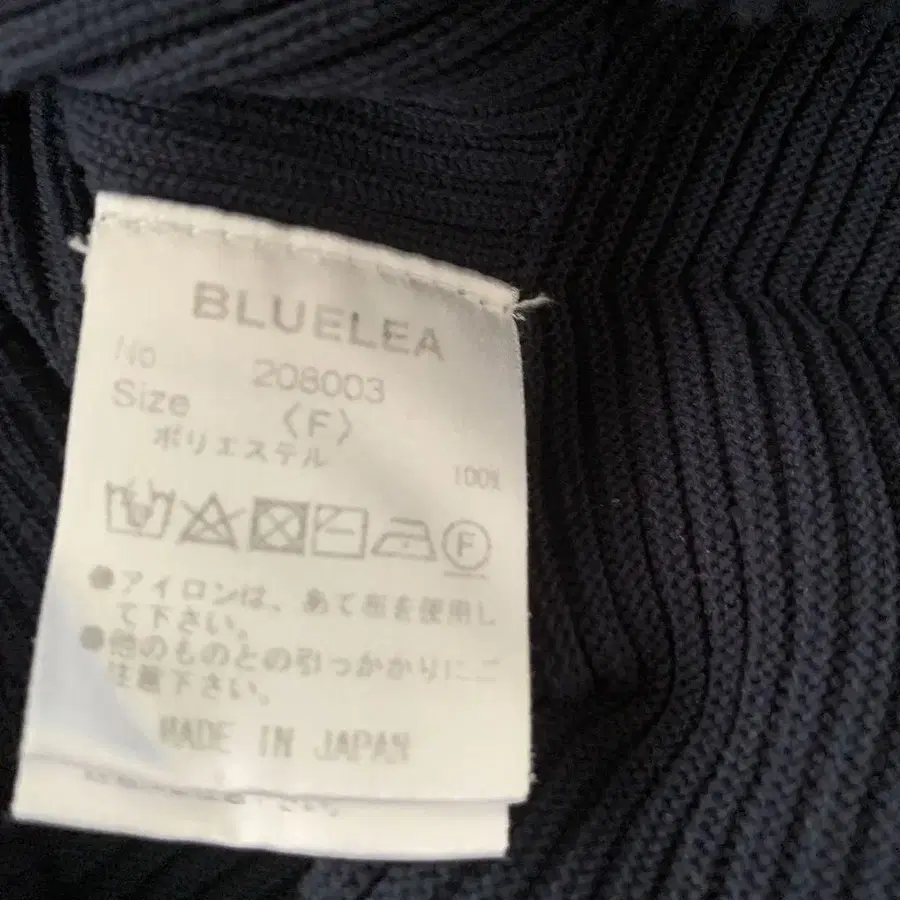 BLUELEA
No 208003
Size 〈F〉
ポリエステル 100%
F
●アイロンは、あて布を使用し
て下さい。
●他のものとの引っかかりにご
注意下さい。
MADE IN JAPAN